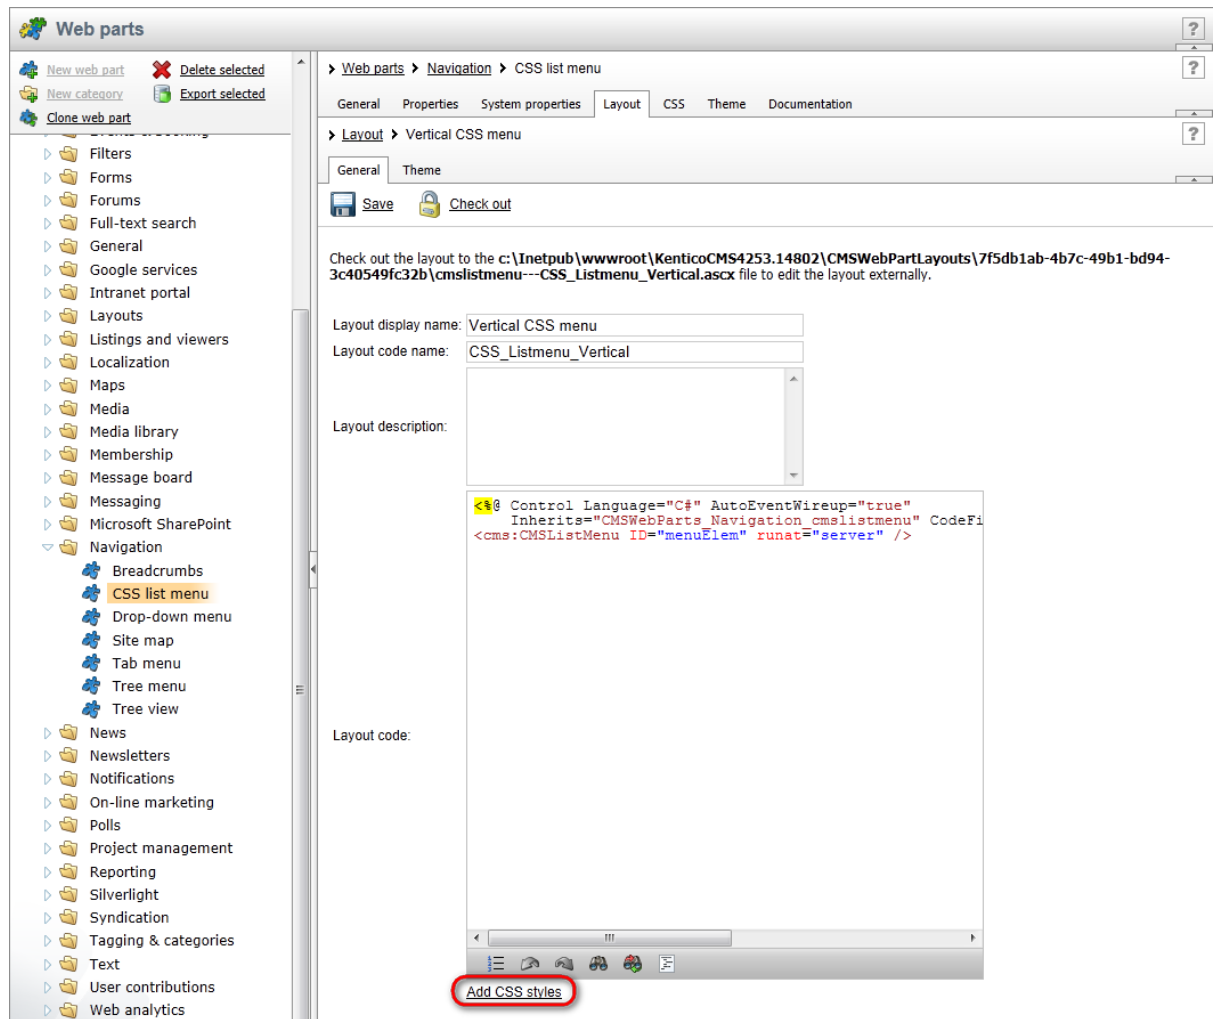 Web parts
?
New web part
Delete selected
New category
Export selected
Clone web part
Filters
Forms
Forums
Full-text search
General
Google services
Intranet portal
Layouts
Listings and viewers
Localization
Maps
Media
Media library
Membership
Message board
Messaging
Microsoft SharePoint
Navigation
Breadcrumbs
CSS list menu
Drop-down menu
Site map
Tab menu
Tree menu
Tree view
News
Newsletters
Notifications
On-line marketing
Polls
Project management
Reporting
Silverlight
Syndication
Tagging & categories
Text
User contributions
Web analytics
Web parts > Navigation > CSS list menu
?
General Properties System properties Layout CSS Theme Documentation
Layout > Vertical CSS menu
?
General Theme
Save Check out
Check out the layout to the c:\Inetpub\wwwroot\KenticoCMS4253.14802\CMSWebPartLayouts\7f5db1ab-4b7c-49b1-bd94-
3c40549fc32b\cmslistmenu---CSS_Listmenu_Vertical.ascx file to edit the layout externally.
Layout display name: Vertical CSS menu
Layout code name: CSS_Listmenu_Vertical
Layout description:
Layout code:
<%@ Control Language="C#" AutoEventWireup="true"
Inherits="CMSWebParts_Navigation_cmslistmenu" CodeFi
<cms:CMSListMenu ID="menuElem" runat="server" />
Add CSS styles